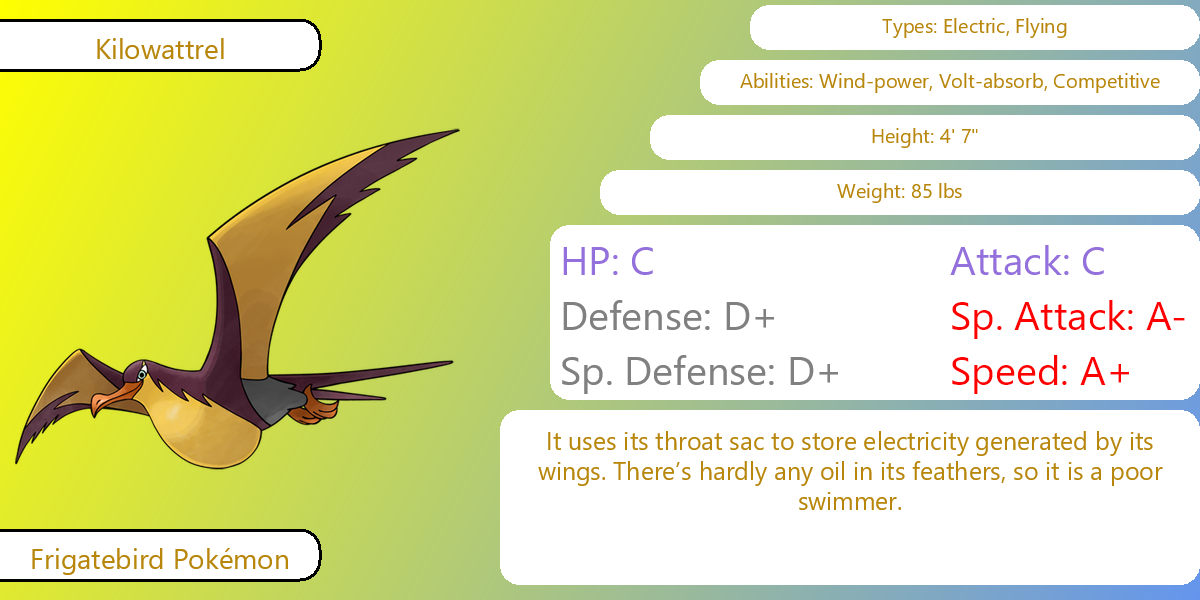 Kilowattrel
Types: Electric, Flying
Abilities: Wind-power, Volt-absorb, Competitive
Height: 4' 7"
Weight: 85 lbs
HP: C
Attack: C
Defense: D+
Sp. Attack: A-
Sp. Defense: D+
Speed: A+
It uses its throat sac to store electricity generated by its
wings. There’s hardly any oil in its feathers, so it is a poor
swimmer.
Frigatebird Pokémon